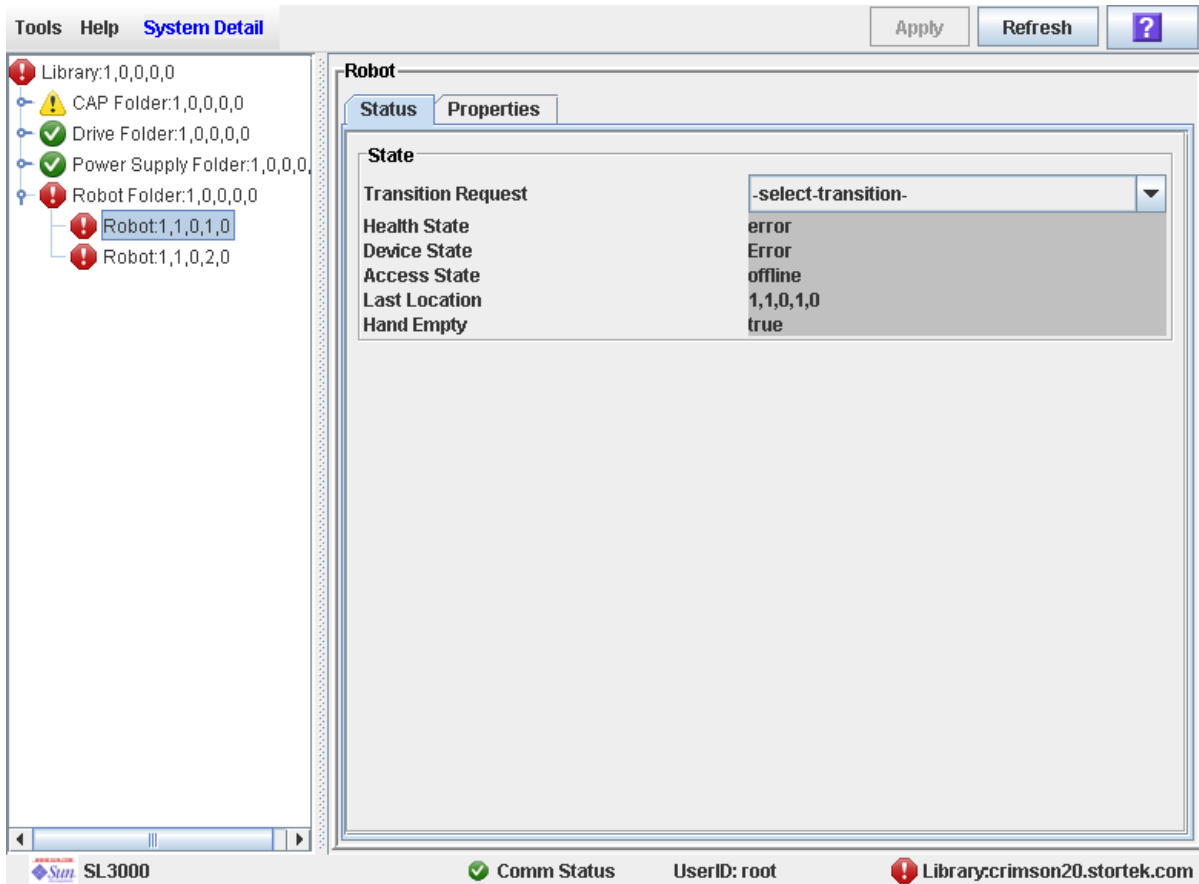 Tools Help System Detail Apply Refresh ?
Library:1,0,0,0,0
CAP Folder:1,0,0,0,0
Drive Folder:1,0,0,0,0
Power Supply Folder:1,0,0,0,
Robot Folder:1,0,0,0,0
Robot:1,1,0,1,0
Robot:1,1,0,2,0
Robot
Status Properties
State
Transition Request -select-transition-
Health State error
Device State Error
Access State offline
Last Location 1,1,0,1,0
Hand Empty true
Sun SL3000 Comm Status UserID: root Library:crimson20.stortek.com